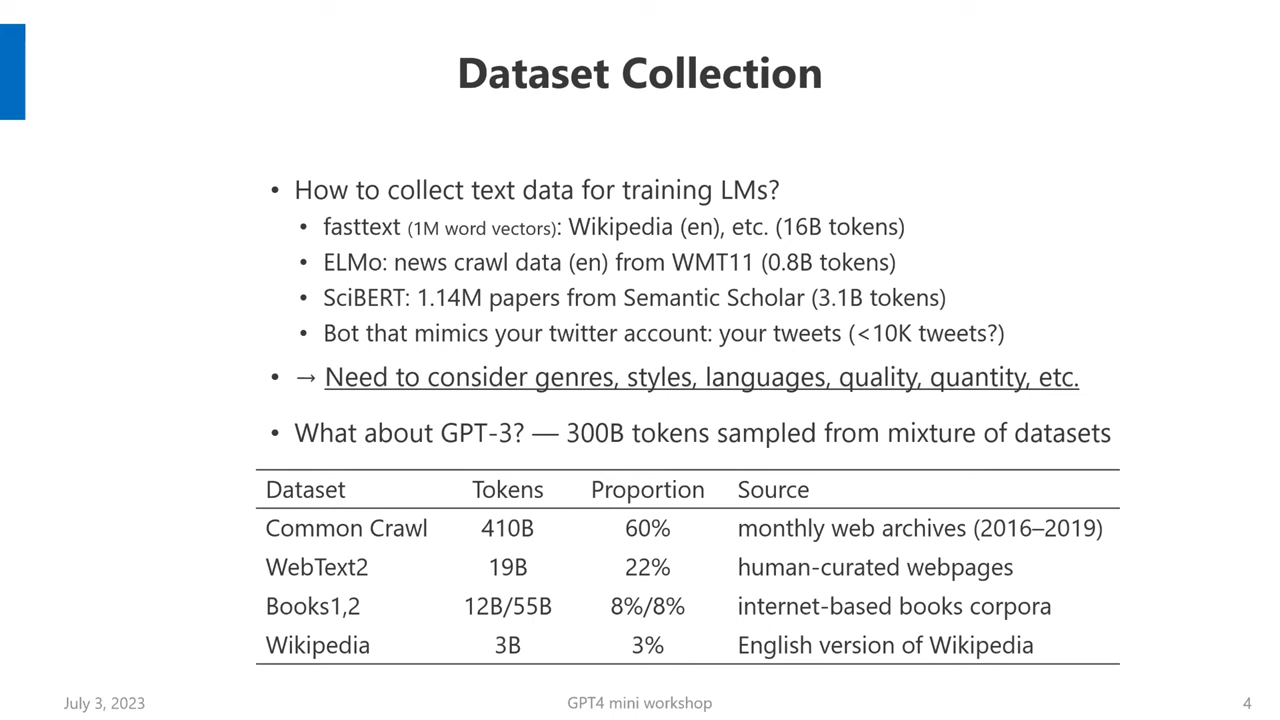 Dataset Collection
• How to collect text data for training LMs?
• fasttext (1M word vectors): Wikipedia (en), etc. (16B tokens)
• ELMo: news crawl data (en) from WMT11 (0.8B tokens)
• SciBERT: 1.14M papers from Semantic Scholar (3.1B tokens)
• Bot that mimics your twitter account: your tweets (<10K tweets?)
• → Need to consider genres, styles, languages, quality, quantity, etc.
• What about GPT-3? — 300B tokens sampled from mixture of datasets
Dataset Tokens Proportion Source
Common Crawl 410B 60% monthly web archives (2016–2019)
WebText2 19B 22% human-curated webpages
Books1,2 12B/55B 8%/8% internet-based books corpora
Wikipedia 3B 3% English version of Wikipedia
July 3, 2023 GPT4 mini workshop 4